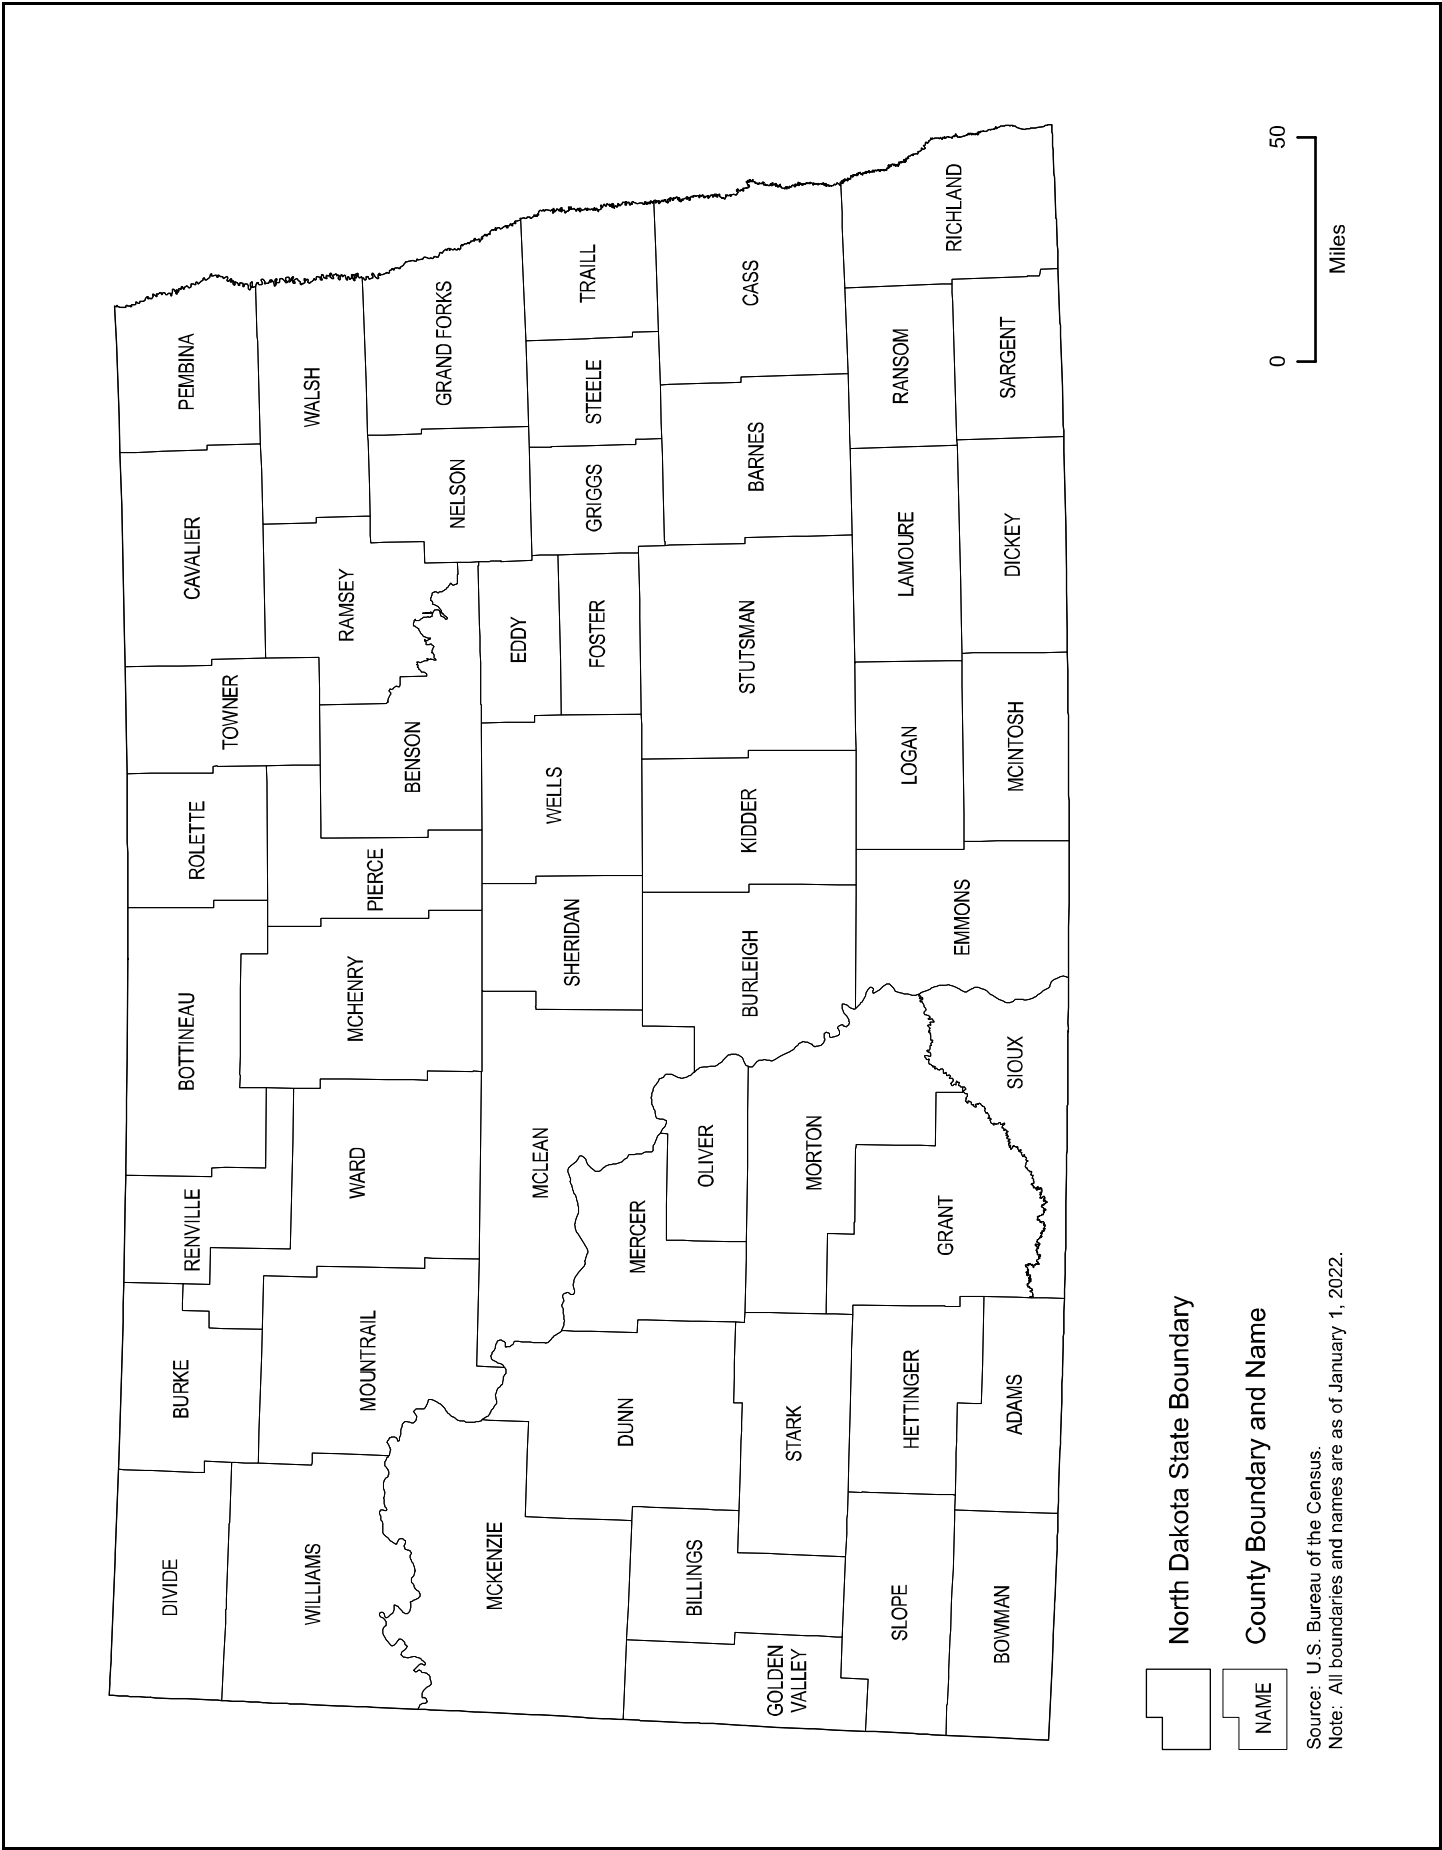 DIVIDE
BURKE
RENVILLE
BOTTINEAU
ROLETTE
TOWNER
CAVALIER
PEMBINA
WILLIAMS
MOUNTRAIL
WARD
MCHENRY
PIERCE
BENSON
RAMSEY
WALSH
NELSON
GRAND FORKS
MCKENZIE
DUNN
MERCER
MCLEAN
SHERIDAN
WELLS
EDDY
FOSTER
GRIGGS
STEELE
TRAILL
GOLDEN
VALLEY
BILLINGS
STARK
OLIVER
MORTON
BURLEIGH
KIDDER
STUTSMAN
BARNES
CASS
SLOPE
HETTINGER
GRANT
SIOUX
EMMONS
LOGAN
LAMOURE
RANSOM
RICHLAND
BOWMAN
ADAMS
MCINTOSH
DICKEY
SARGENT
North Dakota State Boundary
NAME
County Boundary and Name
Source: U.S. Bureau of the Census.
Note: All boundaries and names are as of January 1, 2022.
0 50
Miles